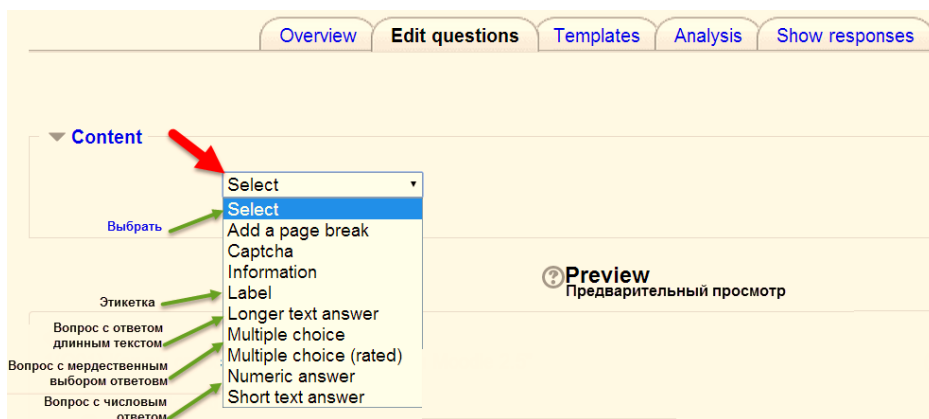 Overview Edit questions Templates Analysis Show responses
Content
Select
Select
Выбрать
Add a page break
Captcha
Information
Label
Этикетка
Longer text answer
Вопрос с ответом
длинным текстом
Multiple choice
Multiple choice (rated)
Вопрос с мердественным
выбором ответовм
Numeric answer
Short text answer
Вопрос с числовым
ответом
Preview
Предварительный просмотр